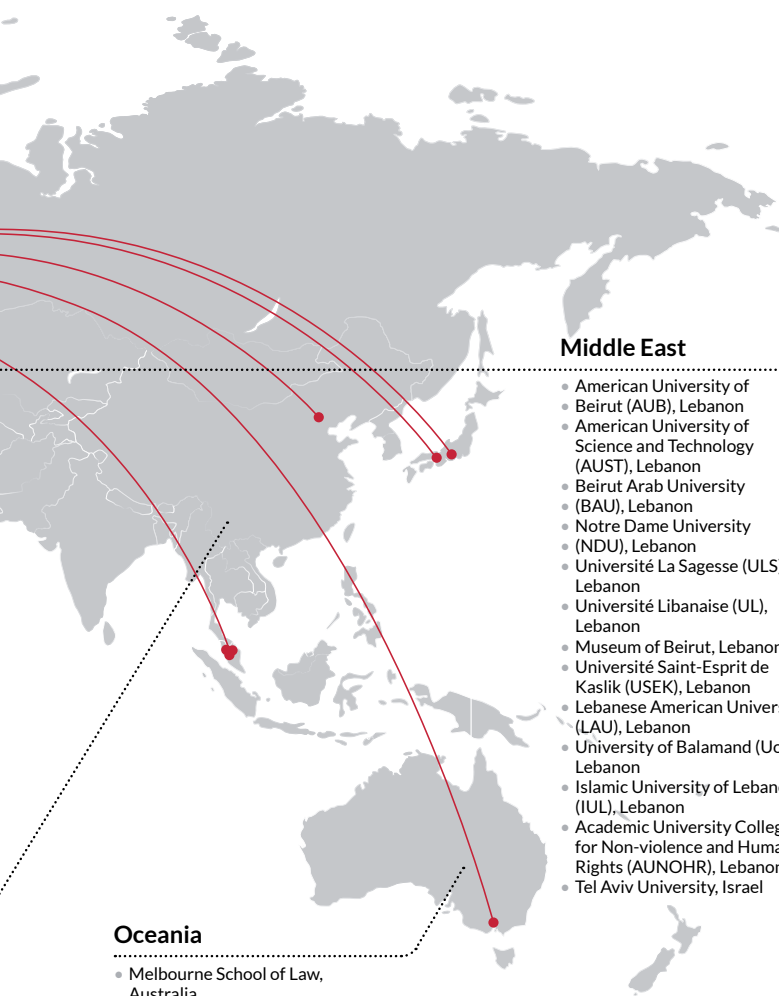 Middle East
American University of
Beirut (AUB), Lebanon
American University of
Science and Technology
(AUST), Lebanon
Beirut Arab University
(BAU), Lebanon
Notre Dame University
(NDU), Lebanon
Université La Sagesse (ULS)
Lebanon
Université Libanaise (UL),
Lebanon
Museum of Beirut, Lebanon
Université Saint-Esprit de
Kaslik (USEK), Lebanon
Lebanese American Univers
(LAU), Lebanon
University of Balamand (Uo
Lebanon
Islamic University of Lebano
(IUL), Lebanon
Academic University Colleg
for Non-violence and Huma
Rights (AUNOHR), Lebanon
Tel Aviv University, Israel
Oceania
Melbourne School of Law,
Australia